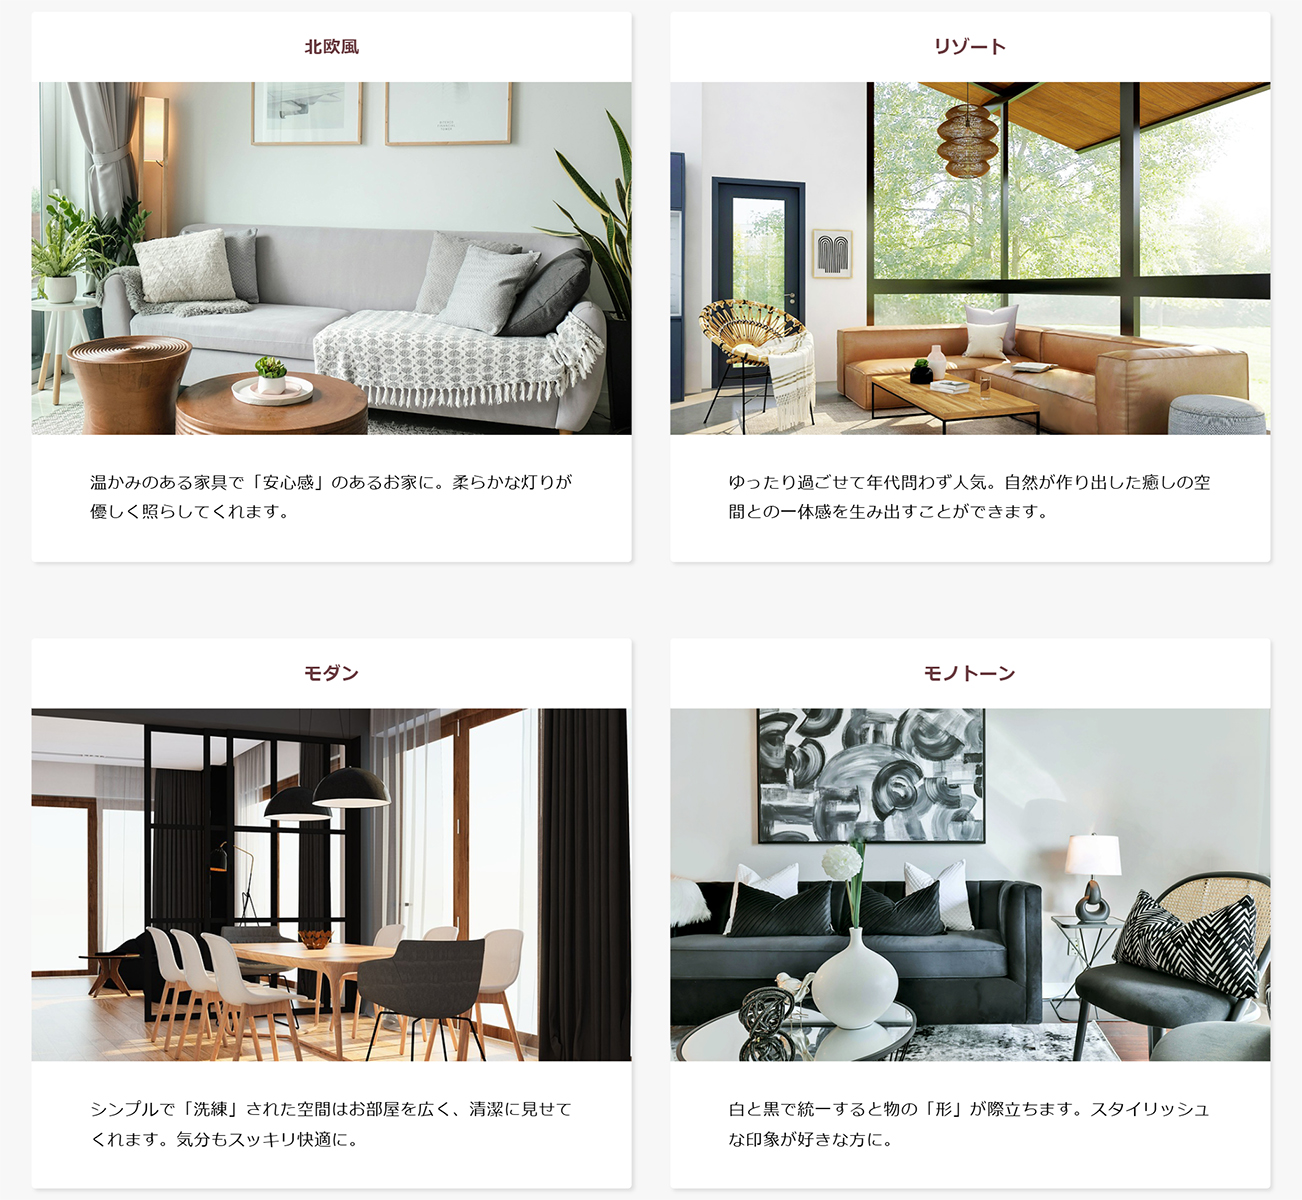 北欧風
温かみのある家具で「安心感」のあるお家に。柔らかな灯りが
優しく照らしてくれます。
リゾート
ゆったり過ごせて年代問わず人気。自然が作り出した癒しの空
間との一体感を生み出すことができます。
モダン
シンプルで「洗練」された空間はお部屋を広く、清潔に見せて
くれます。気分もスッキリ快適に。
モノトーン
白と黒で統一すると物の「形」が際立ちます。スタイリッシュ
な印象が好きな方に。